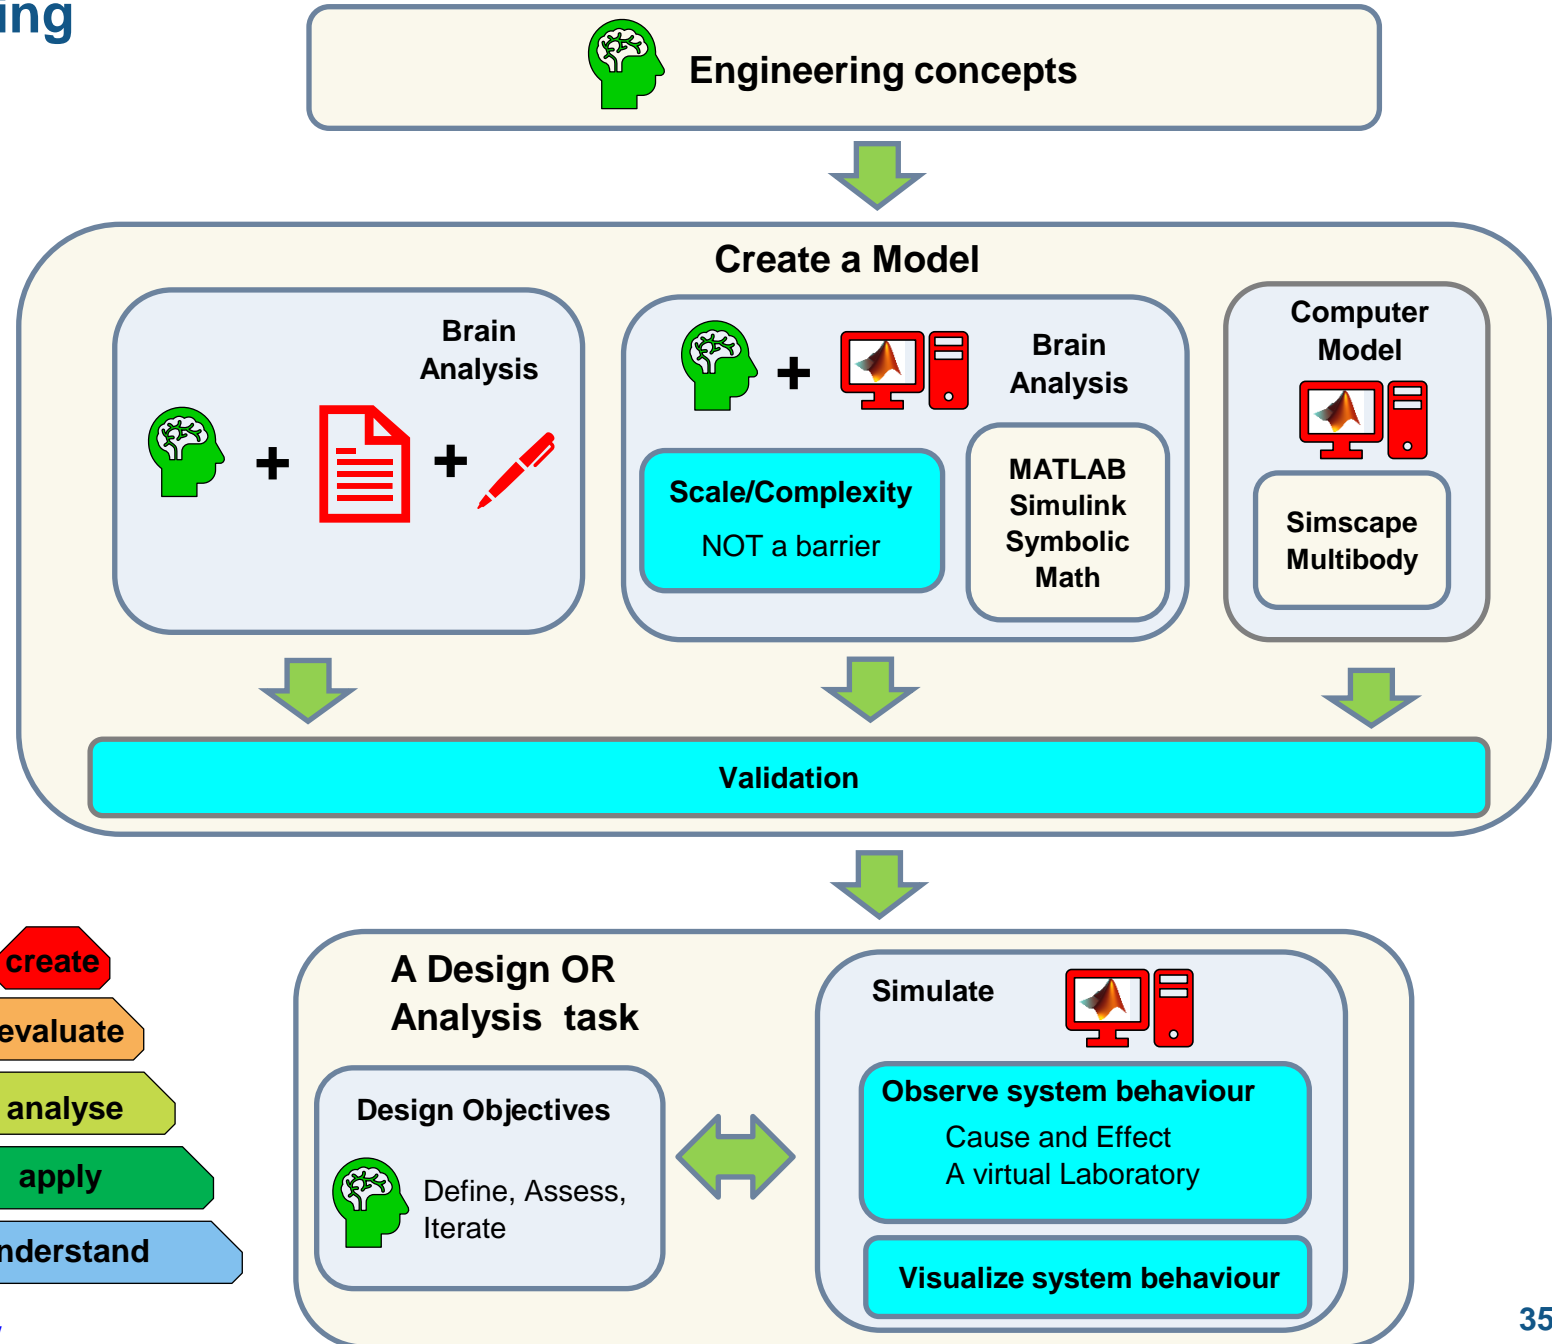 ing
Engineering concepts
Create a Model
Brain
Analysis
Brain
Analysis
Scale/Complexity
NOT a barrier
MATLAB
Simulink
Symbolic
Math
Computer
Model
Simscape
Multibody
Validation
create
evaluate
analyse
apply
nderstand
A Design OR
Analysis task
Design Objectives
Define, Assess,
Iterate
Simulate
Observe system behaviour
Cause and Effect
A virtual Laboratory
Visualize system behaviour
35